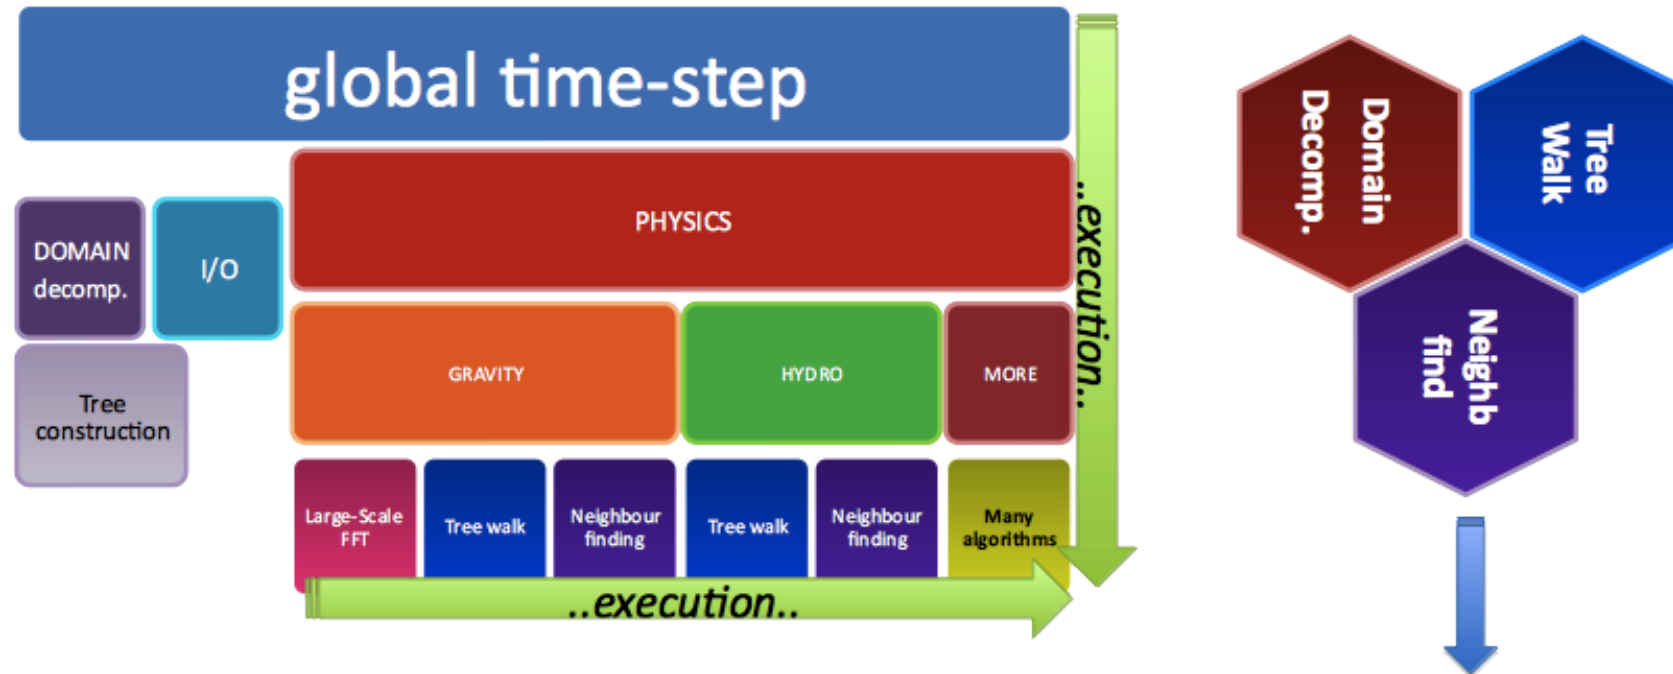 global time-step
PHYSICS
DOMAIN
decomp.
I/O
Tree
construction
GRAVITY
HYDRO
MORE
Large-Scale
FFT
Tree walk
Neighbour
finding
Tree walk
Neighbour
finding
Many
algorithms
..execution..
..execution..
Domain
Decomp.
Tree
Walk
Neighb
find